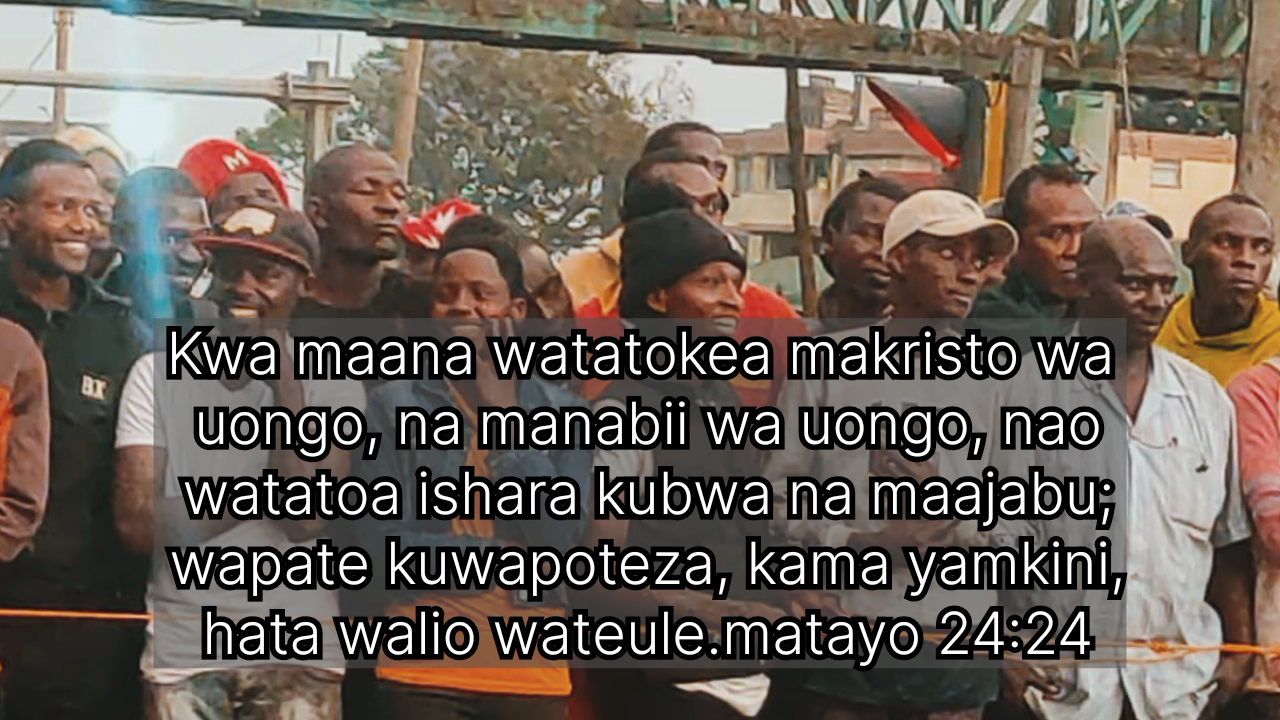 M
BX
Kwa maana watatokea makristo wa
uongo, na manabii wa uongo, nao
watatoa ishara kubwa na maajabu;
wapate kuwapoteza, kama yamkini,
hata walio wateule.matayo 24:24